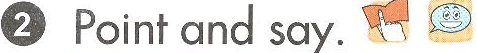 2 Point and say.